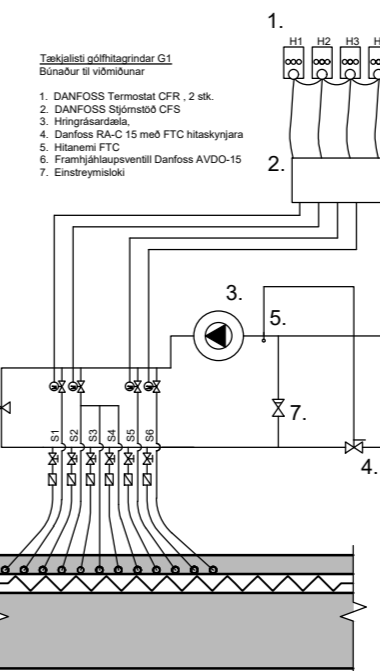 Tækjalisti gólfhitagrindar G1
Búnaður til viðmiðunar
1. DANFOSS Termostat CFR , 2 stk.
2. DANFOSS Stjórnstöð CFS
3. Hringrásardæla,
4. Danfoss RA-C 15 með FTC hitaskynjara
5. Hitanemi FTC
6. Framhjáhlaupsventill Danfoss AVDO-15
7. Einstreymisloki
1.
H1 H2 H3
2.
3.
5.
7.
4.
S1 S2 S3 S4 S5 S6